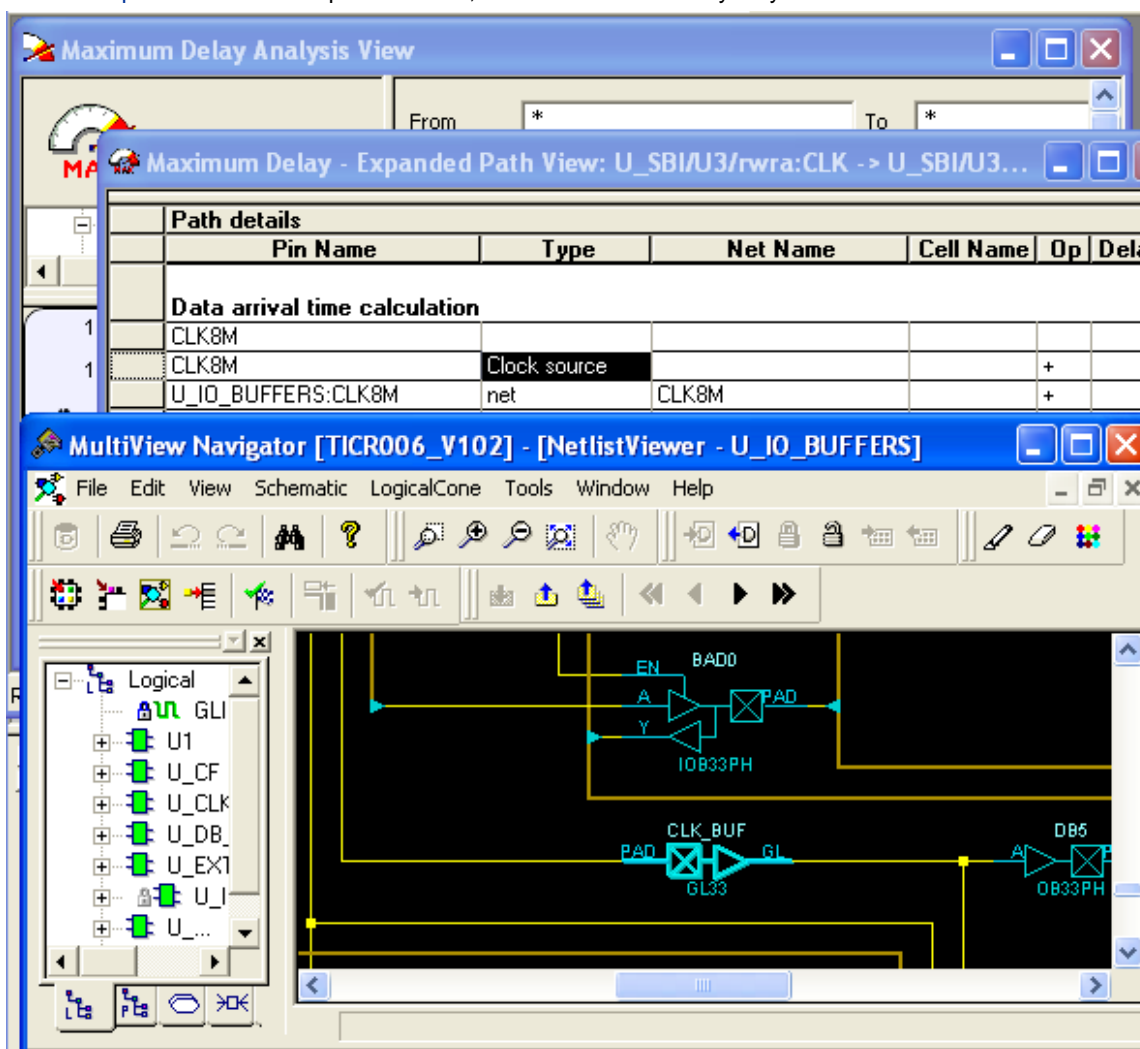 Maximum Delay Analysis View
From * To *
Maximum Delay - Expanded Path View: U_SBI/U3/rwra:CLK -> U_SBI/U3...
Path details
Pin Name Type Net Name Cell Name Op
Data arrival time calculation
1 CLK8M
1 CLK8M Clock source +
U_IO_BUFFERS:CLK8M net CLK8M +
MultiView Navigator [TICR006_V102] - [NetlistViewer - U_IO_BUFFERS]
File Edit View Schematic LogicalCone Tools Window Help
Logical
GLI
U1
U_CF
U_CLK
U_DB_
U_EXT
U_I
U_...
EN BAD0
A PAD
Y
IOB33PH
CLK_BUF DB5
PAD GL A
GL33 OB33PH